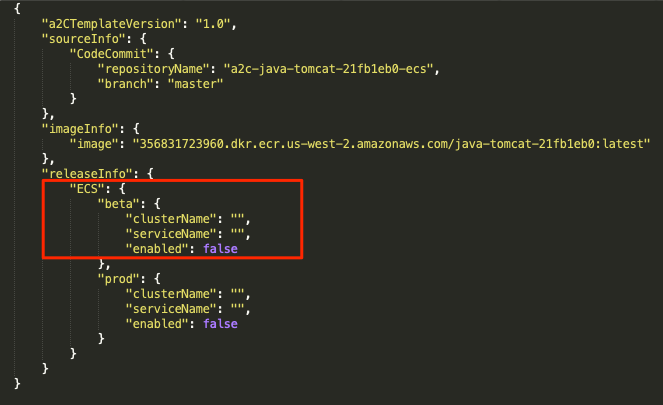 {
"a2CTemplateVersion": "1.0",
"sourceInfo": {
"CodeCommit": {
"repositoryName": "a2c-java-tomcat-21fb1eb0-ecs",
"branch": "master"
}
},
"imageInfo": {
"image": "356831723960.dkr.ecr.us-west-2.amazonaws.com/java-tomcat-21fb1eb0:latest"
},
"releaseInfo": {
"ECS": {
"beta": {
"clusterName": "",
"serviceName": "",
"enabled": false
},
"prod": {
"clusterName": "",
"serviceName": "",
"enabled": false
}
}
}
}